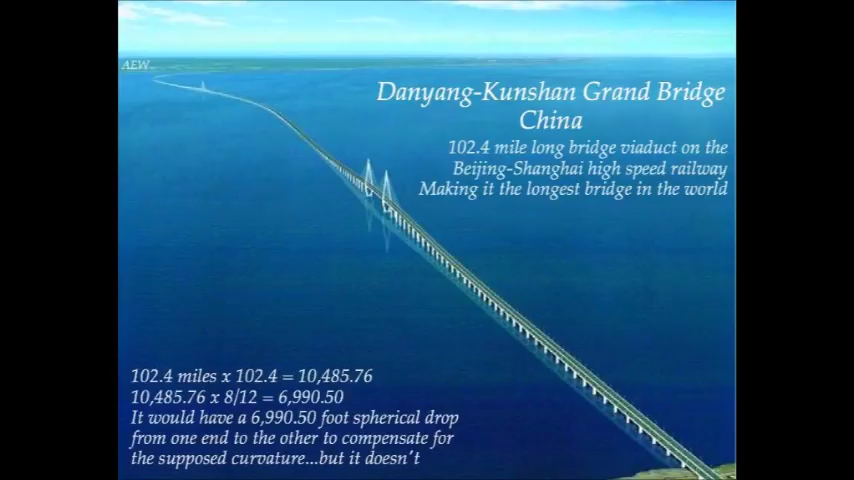 AEW
Danyang-Kunshan Grand Bridge
China
102.4 mile long bridge viaduct on the
Beijing-Shanghai high speed railway
Making it the longest bridge in the world
102.4 miles x 102.4 = 10,485.76
10,485.76 x 8/12 = 6,990.50
It would have a 6,990.50 foot spherical drop
from one end to the other to compensate for
the supposed curvature...but it doesn't